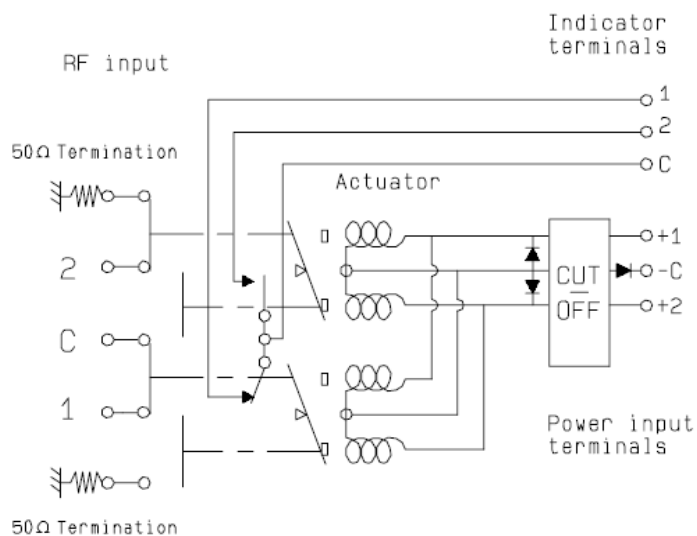 Indicator
terminals
RF input
1
2
50Ω Termination
C
Actuator
+1
2
CUT
-C
OFF
+2
C
1
Power input
terminals
50Ω Termination